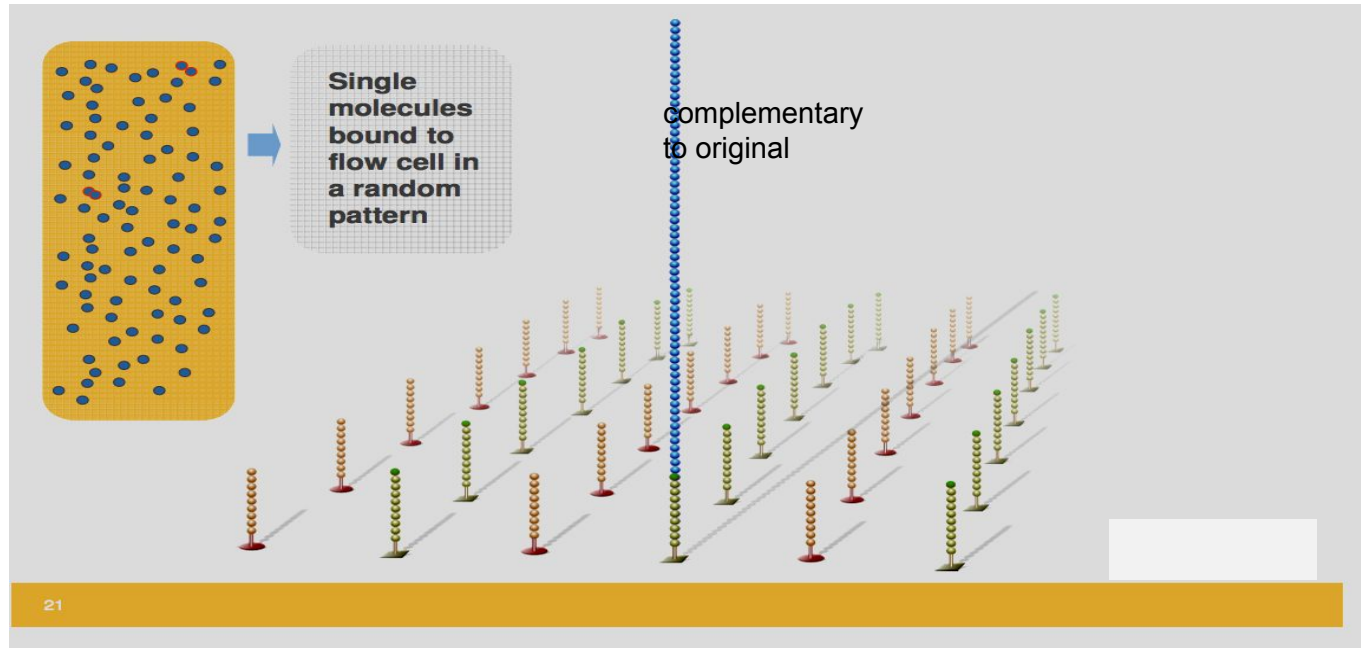 Single
molecules
bound to
flow cell in
a random
pattern
complementary
to original
21